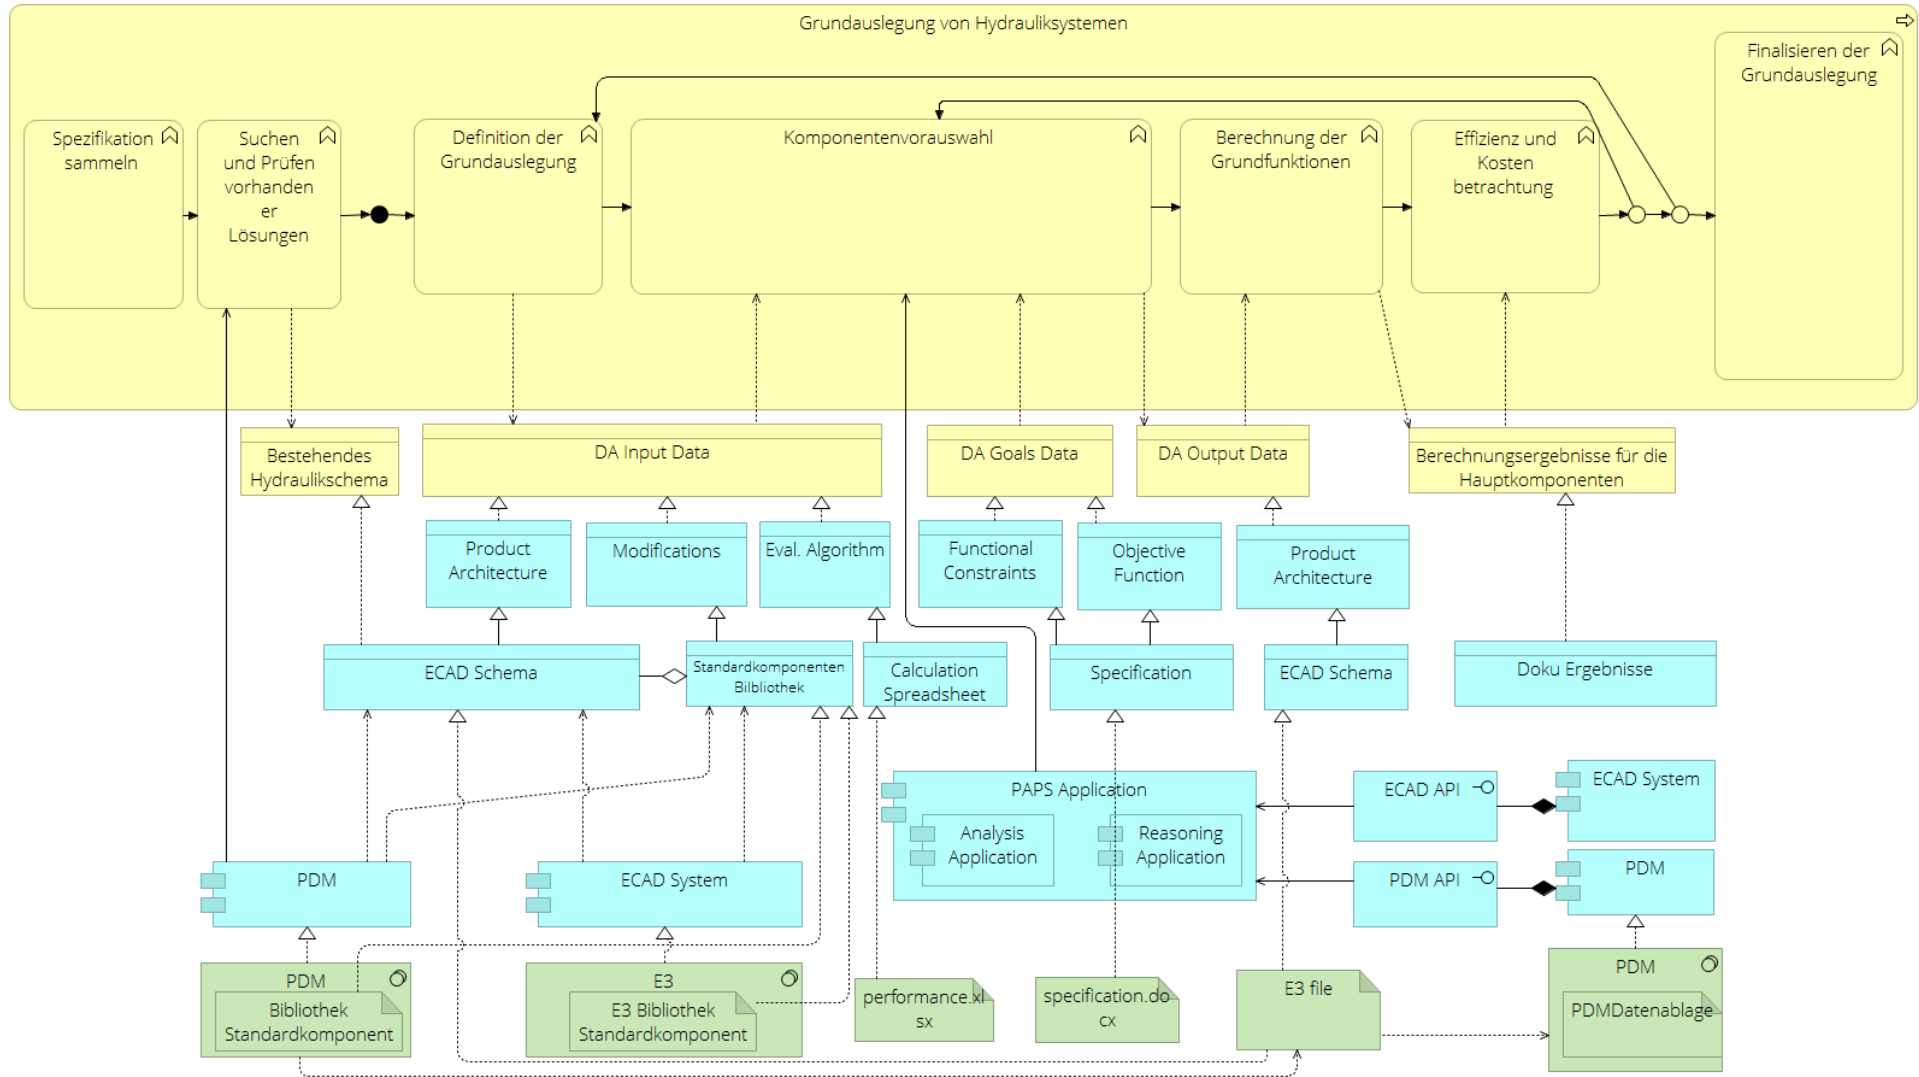 Grundauslegung von Hydrauliksystemen
Finalisieren der
Grundauslegung
Spezifikation
sammeln
Suchen
und Prüfen
vorhanden
er
Lösungen
Definition der
Grundauslegung
Komponentenvorauswahl
Berechnung der
Grundfunktionen
Effizienz und
Kosten
betrachtung
Bestehendes
Hydraulikschema
DA Input Data
DA Goals Data
DA Output Data
Berechnungsergebnisse für die
Hauptkomponenten
Product
Architecture
Modifications
Eval. Algorithm
Functional
Constraints
Objective
Function
Product
Architecture
ECAD Schema
Standardkomponenten
Bilbliothek
Calculation
Spreadsheet
Specification
ECAD Schema
Doku Ergebnisse
PAPS Application
Analysis
Application
Reasoning
Application
ECAD API
ECAD System
PDM API
PDM
PDM
ECAD System
PDM
Bibliothek
Standardkomponent
E3
E3 Bibliothek
Standardkomponent
performance.xl
sx
specification.do
cx
E3 file
PDM
PDMDatenablage